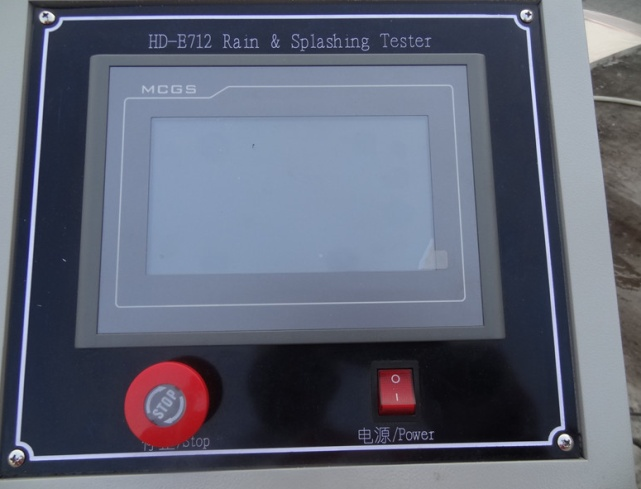 HD-E712 Rain & Splashing Tester
MCGS
STOP
O
I
/Stop
电源/Power